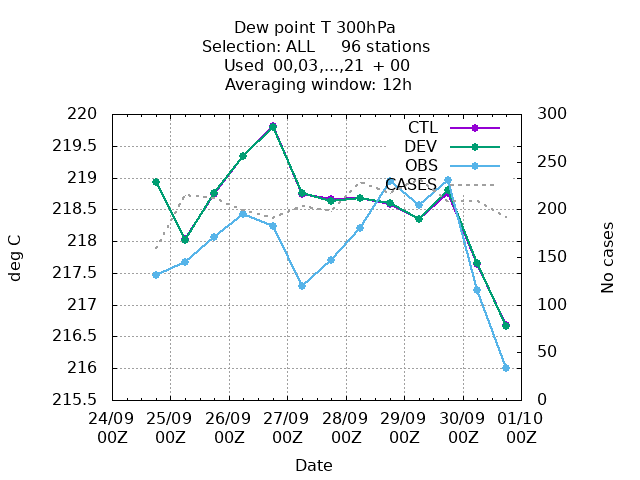 Dew point T 300hPa
Selection: ALL     96 stations
Used  00,03,...,21  + 00
Averaging window: 12h
220
219.5
219
218.5
218
217.5
217
216.5
216
215.5
deg C
CTL
DEV
OBS
CASES
300
250
200
150
100
50
0
No cases
24/09 25/09 26/09 27/09 28/09 29/09 30/09 01/10
00Z 00Z 00Z 00Z 00Z 00Z 00Z 00Z
Date